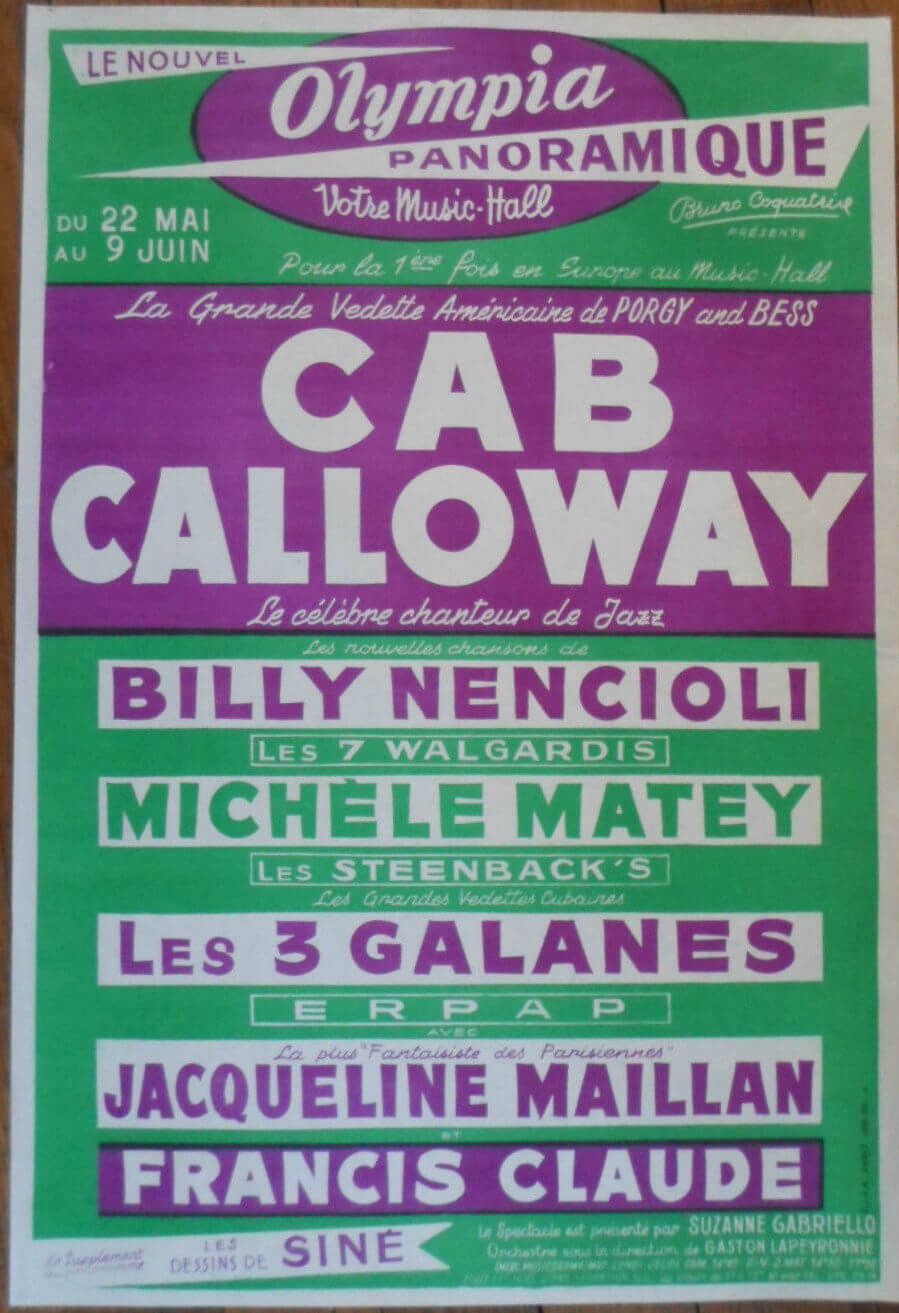 LE NOUVEL
Olympia
PANORAMIQUE
Votre Music-Hall
Bruno Coquatrix
PRÉSENTE
DU 22 MAI
AU 9 JUIN
Pour la 1ère fois en Europe au Music-Hall
La Grande Vedette Américaine de PORGY and BESS
CAB
CALLOWAY
Le célèbre chanteur de Jazz
Les nouvelles chansons de
BILLY NENCIOLI
LES 7 WALGARDIS
MICHÈLE MATEY
LES STEENBACK'S
Les Grandes Vedettes Cubaines
LES 3 GALANES
ERPAP
AVEC
La plus "Fantaisiste des Parisiennes"
JACQUELINE MAILLAN
ET
FRANCIS CLAUDE
En Supplément
LES
DESSINS DE SINÉ
Le Spectacle est présenté par SUZANNE GABRIELLO
Orchestre sous la direction de GASTON LAPEYRONNIE